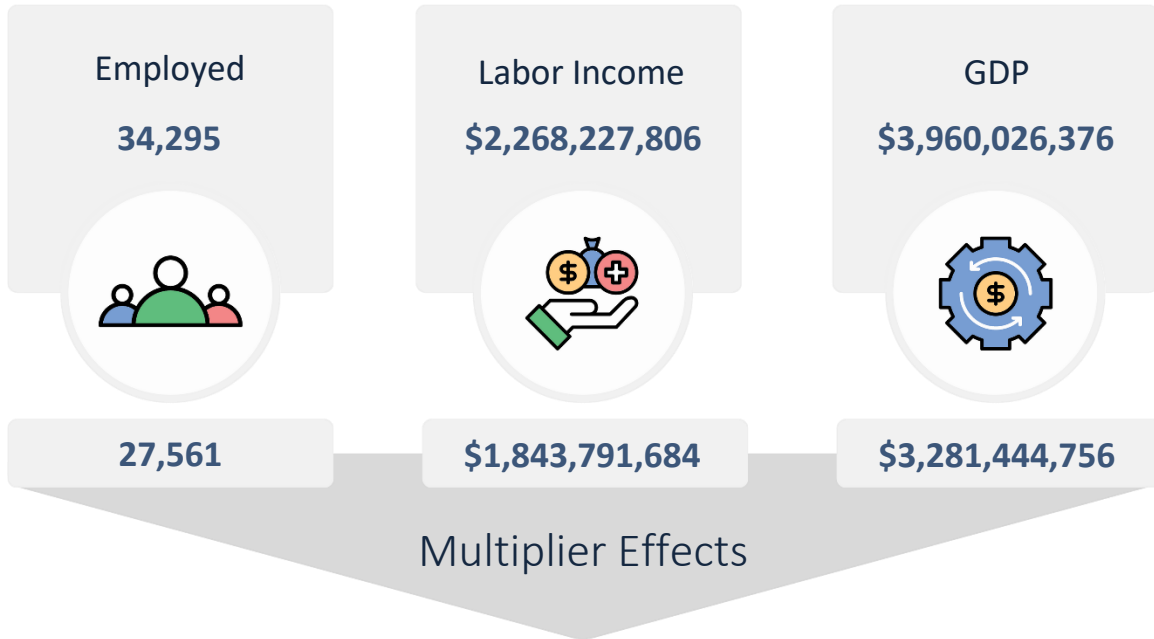 Employed
34,295
Labor Income
$2,268,227,806
GDP
$3,960,026,376
$
$
27,561
$1,843,791,684
$3,281,444,756
Multiplier Effects